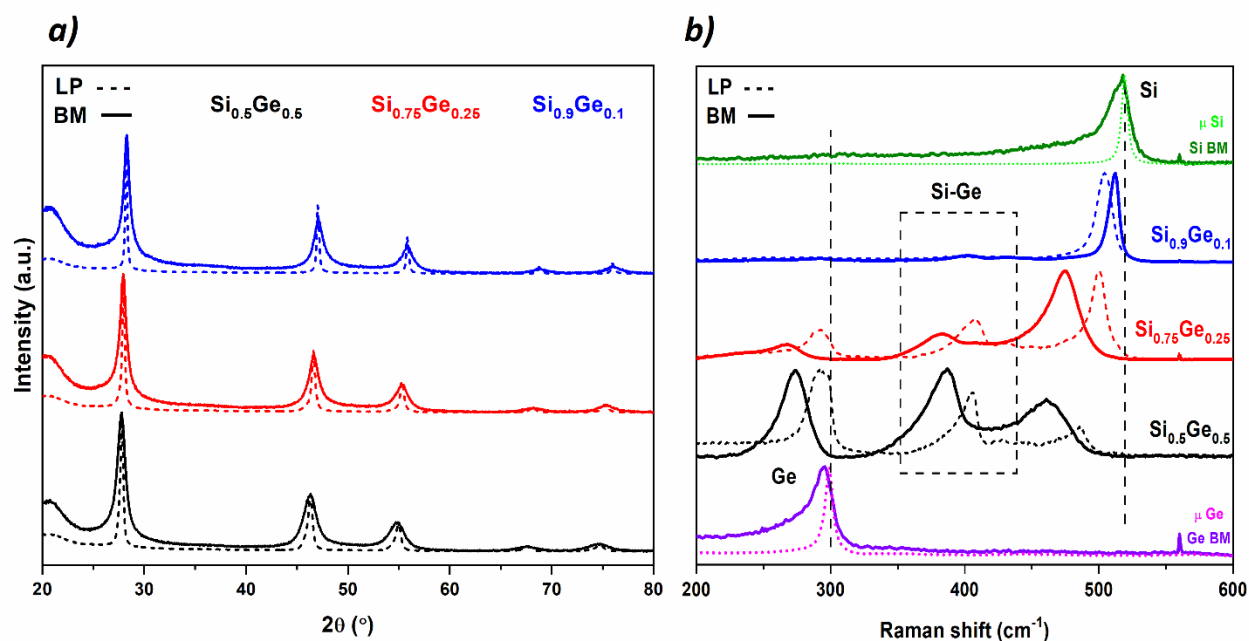 a)
LP
BM
Si0.5Ge0.5
Si0.75Ge0.25
Si0.9Ge0.1
Intensity (a.u.)
20
30
40
50
60
70
80
2θ (°)
b)
LP
BM
Si
μ Si
Si BM
Si-Ge
Si0.9Ge0.1
Si0.75Ge0.25
Si0.5Ge0.5
Ge
μ Ge
Ge BM
200
300
400
500
600
Raman shift (cm-1)